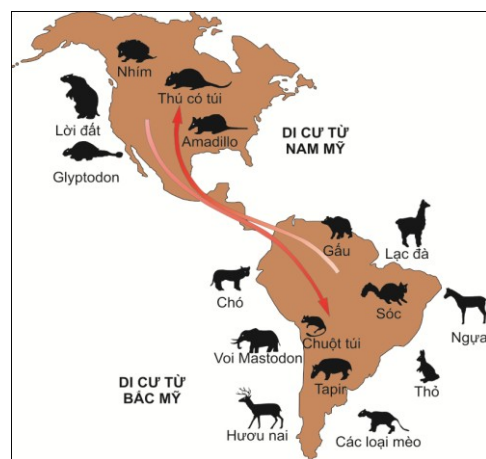 Nhím
Thú có túi
Lời đất
Amadillo
DI CƯ TỪ
NAM MỸ
Glyptodon
Gấu
Lạc đà
Chó
Sóc
Ngựa
Voi Mastodon
Chuột túi
Tapir
Thỏ
DI CƯ TỪ
BẮC MỸ
Hươu nai
Các loại mèo